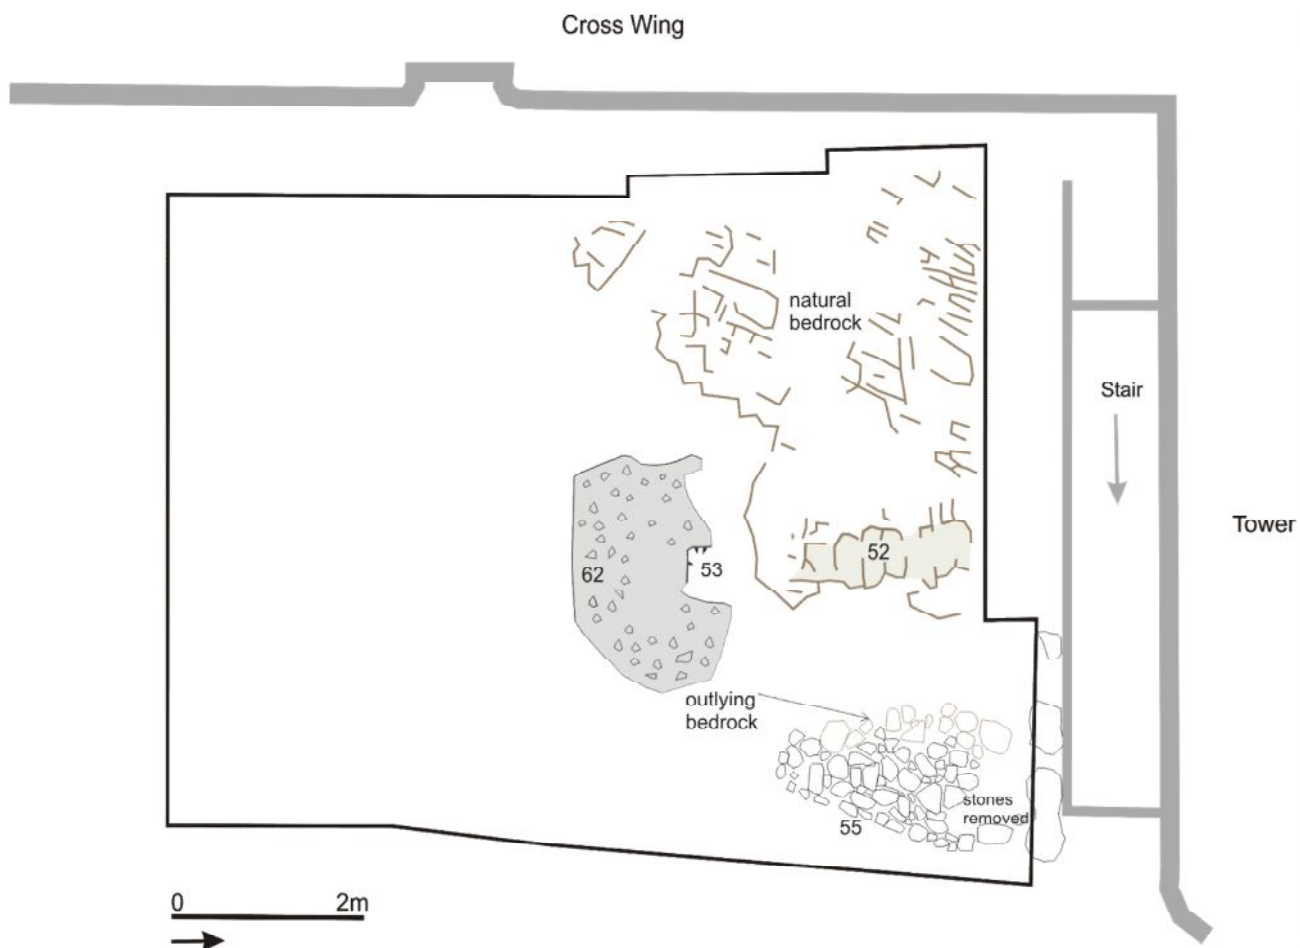 Cross Wing
natural
bedrock
Stair
Tower
52
62
53
outlying
bedrock
stones
removed
55
0 2m